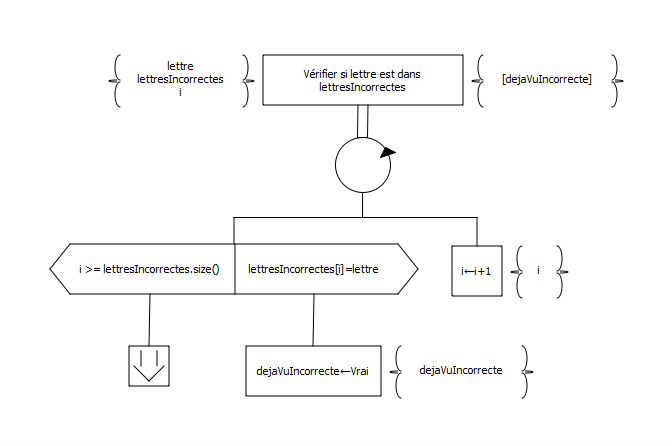 lettre
lettresIncorrectes
i
Vérifier si lettre est dans
lettresIncorrectes
[dejaVuIncorrecte]
i >= lettresIncorrectes.size()
lettresIncorrectes[i]=lettre
i←i+1
i
dejaVuIncorrecte←Vrai
dejaVuIncorrecte